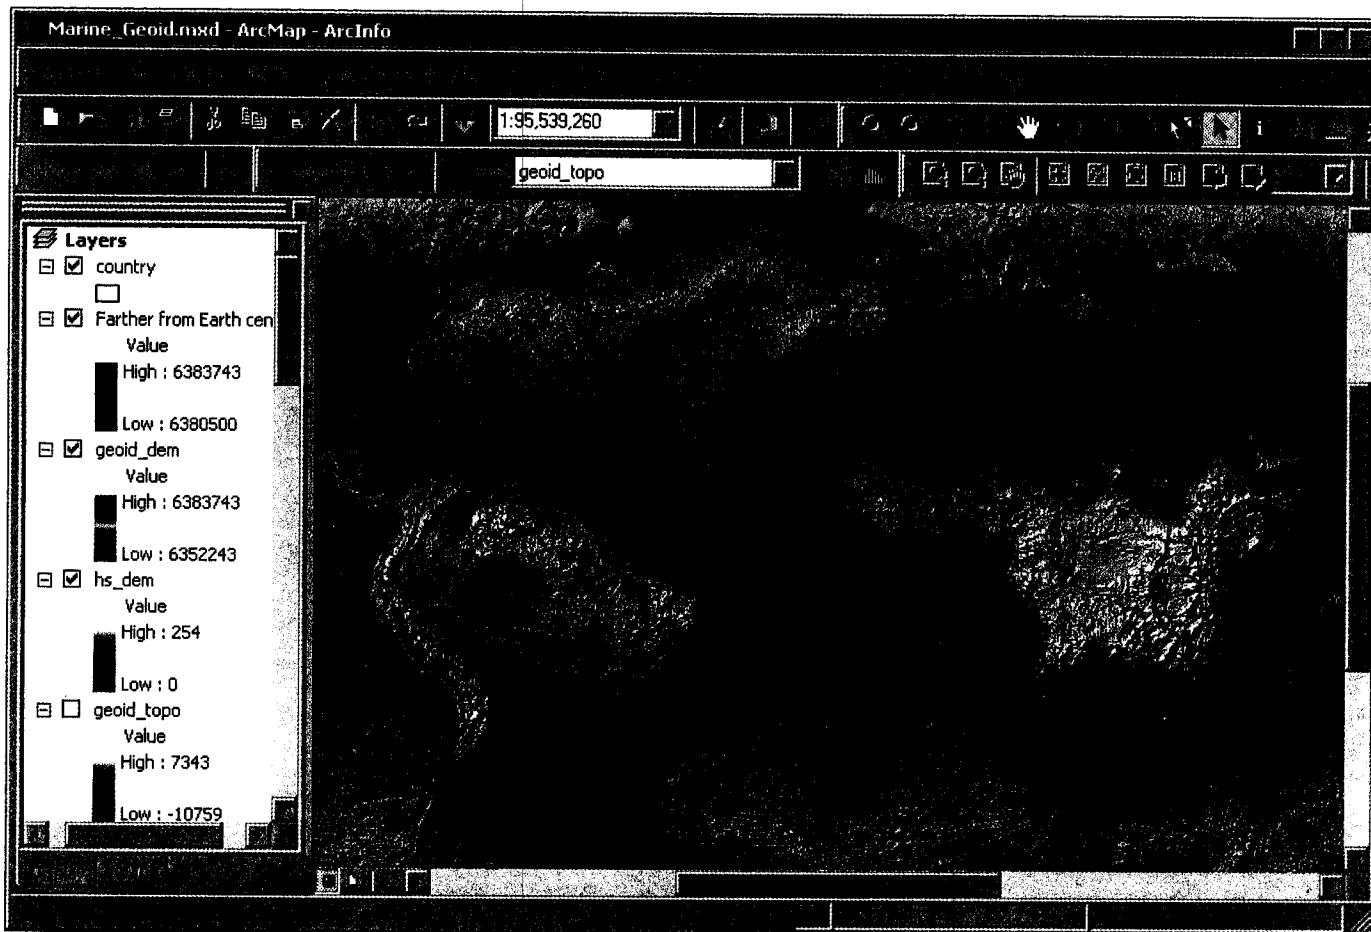 Marine_Geoid.mxd - ArcMap - ArcInfo
1:95,539,260
geoid_topo
Layers
country
Farther from Earth cen
Value
High : 6383743
Low : 6380500
geoid_dem
Value
High : 6383743
Low : 6352243
hs_dem
Value
High : 254
Low : 0
geoid_topo
Value
High : 7343
Low : -10759